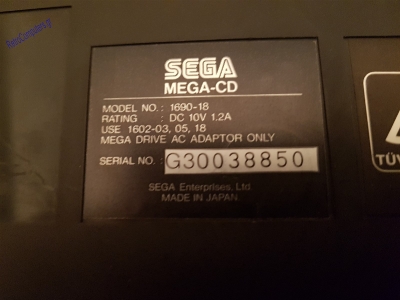 SEGA
MEGA-CD
MODEL NO. : 1690-18
RATING : DC 10V 1.2A
USE 1602-03, 05, 18
MEGA DRIVE AC ADAPTOR ONLY
SERIAL NO. : G30038850
SEGA Enterprises, Ltd.
MADE IN JAPAN
TÜV